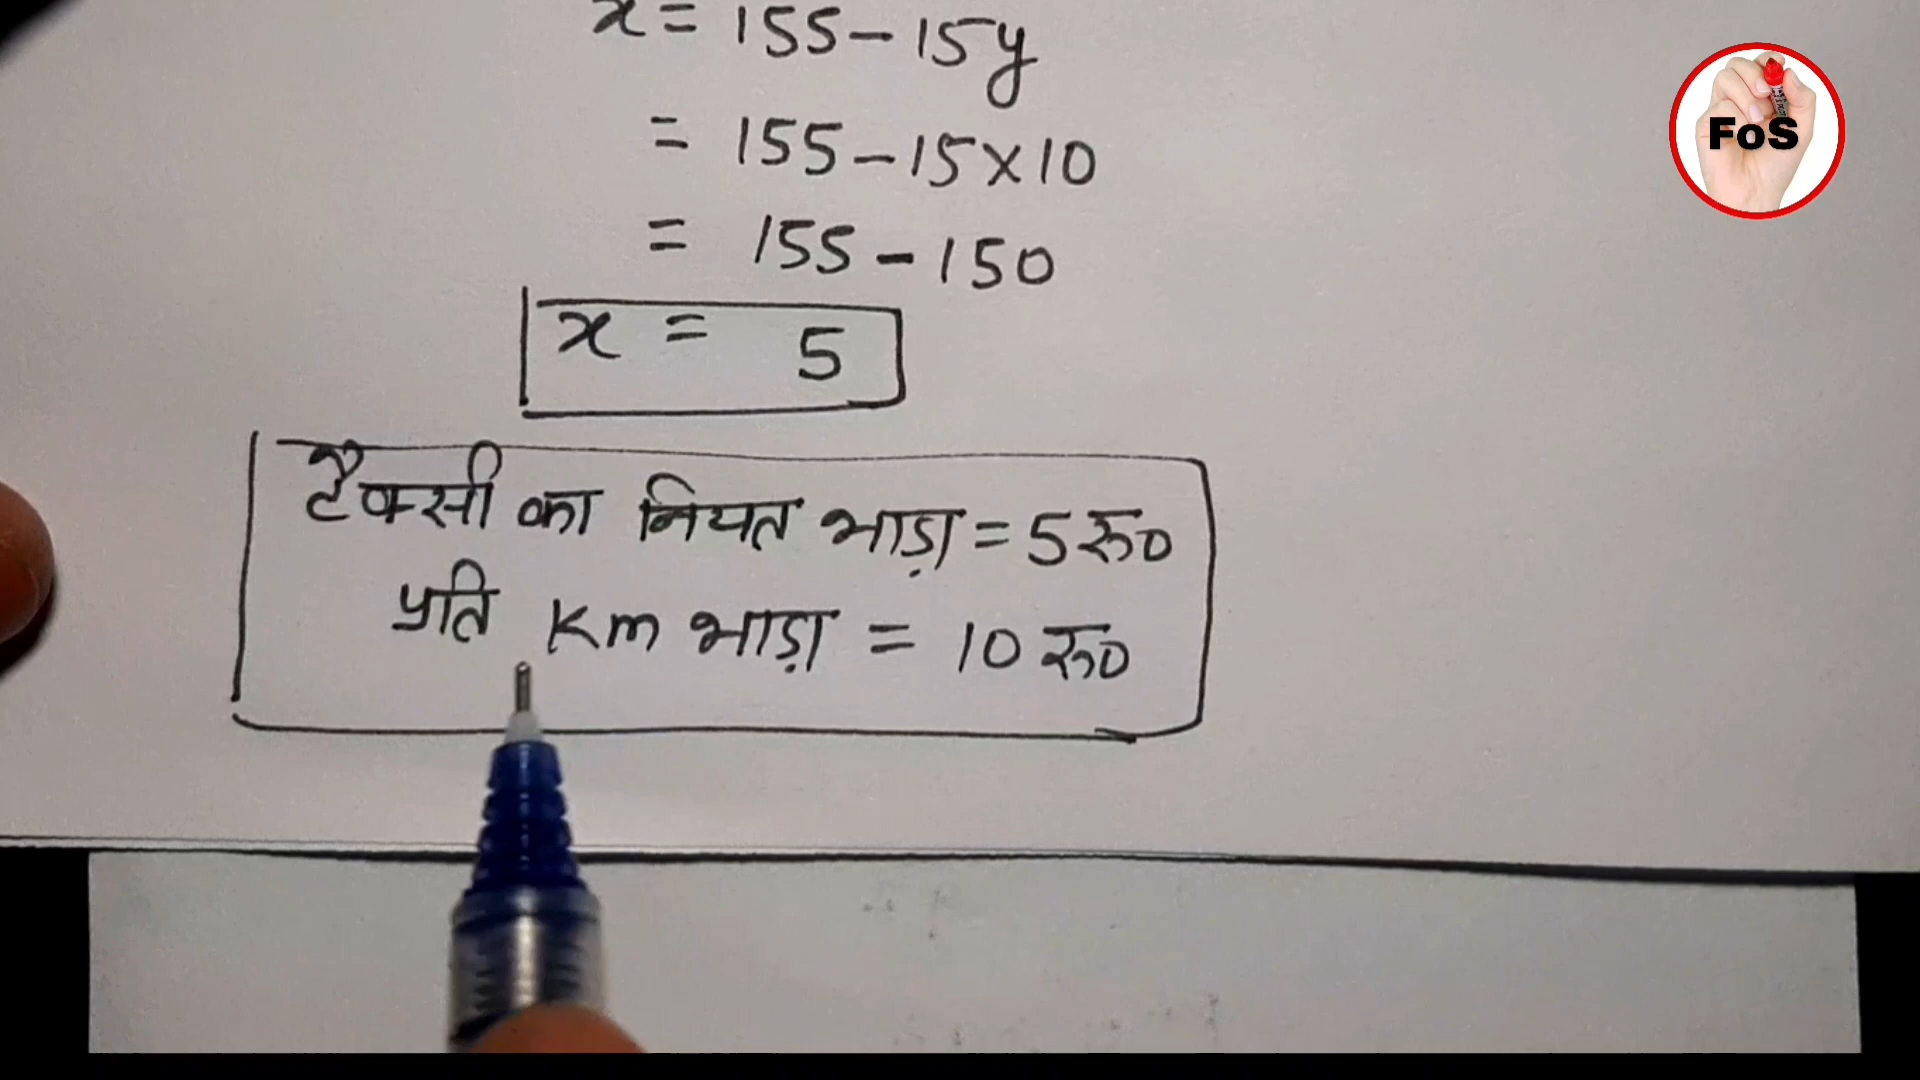 x = 155 - 15y
= 155 - 15 × 10
= 155 - 150
x = 5
टैक्सी का नियत भाड़ा = 5 रू०
प्रति Km भाड़ा = 10 रू०
FoS